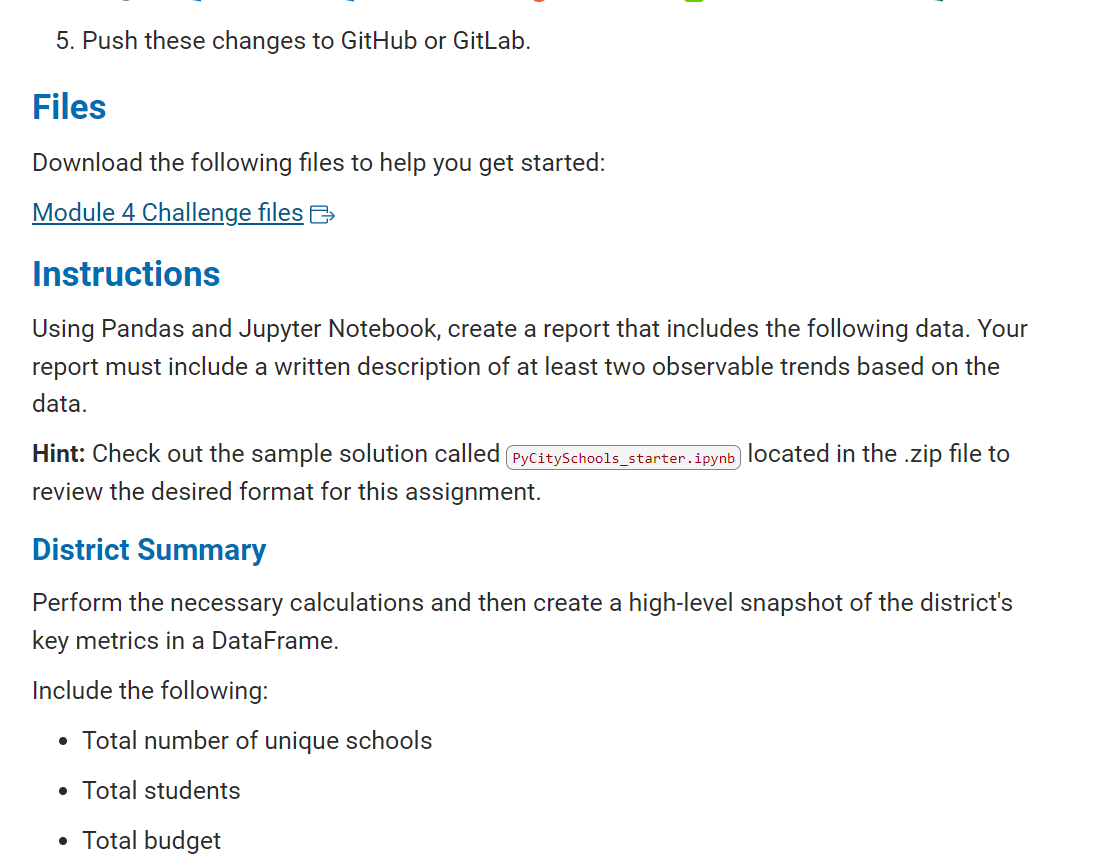 5. Push these changes to GitHub or GitLab.
Files
Download the following files to help you get started:
Module 4 Challenge files
Instructions
Using Pandas and Jupyter Notebook, create a report that includes the following data. Your
report must include a written description of at least two observable trends based on the
data.
Hint: Check out the sample solution called PyCitySchools_starter.ipynb located in the .zip file to
review the desired format for this assignment.
District Summary
Perform the necessary calculations and then create a high-level snapshot of the district's
key metrics in a DataFrame.
Include the following:
• Total number of unique schools
• Total students
• Total budget